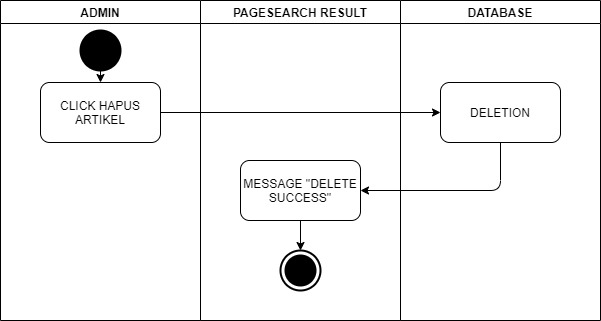 ADMIN
PAGESEARCH RESULT
DATABASE
CLICK HAPUS
ARTIKEL
DELETION
MESSAGE "DELETE
SUCCESS"